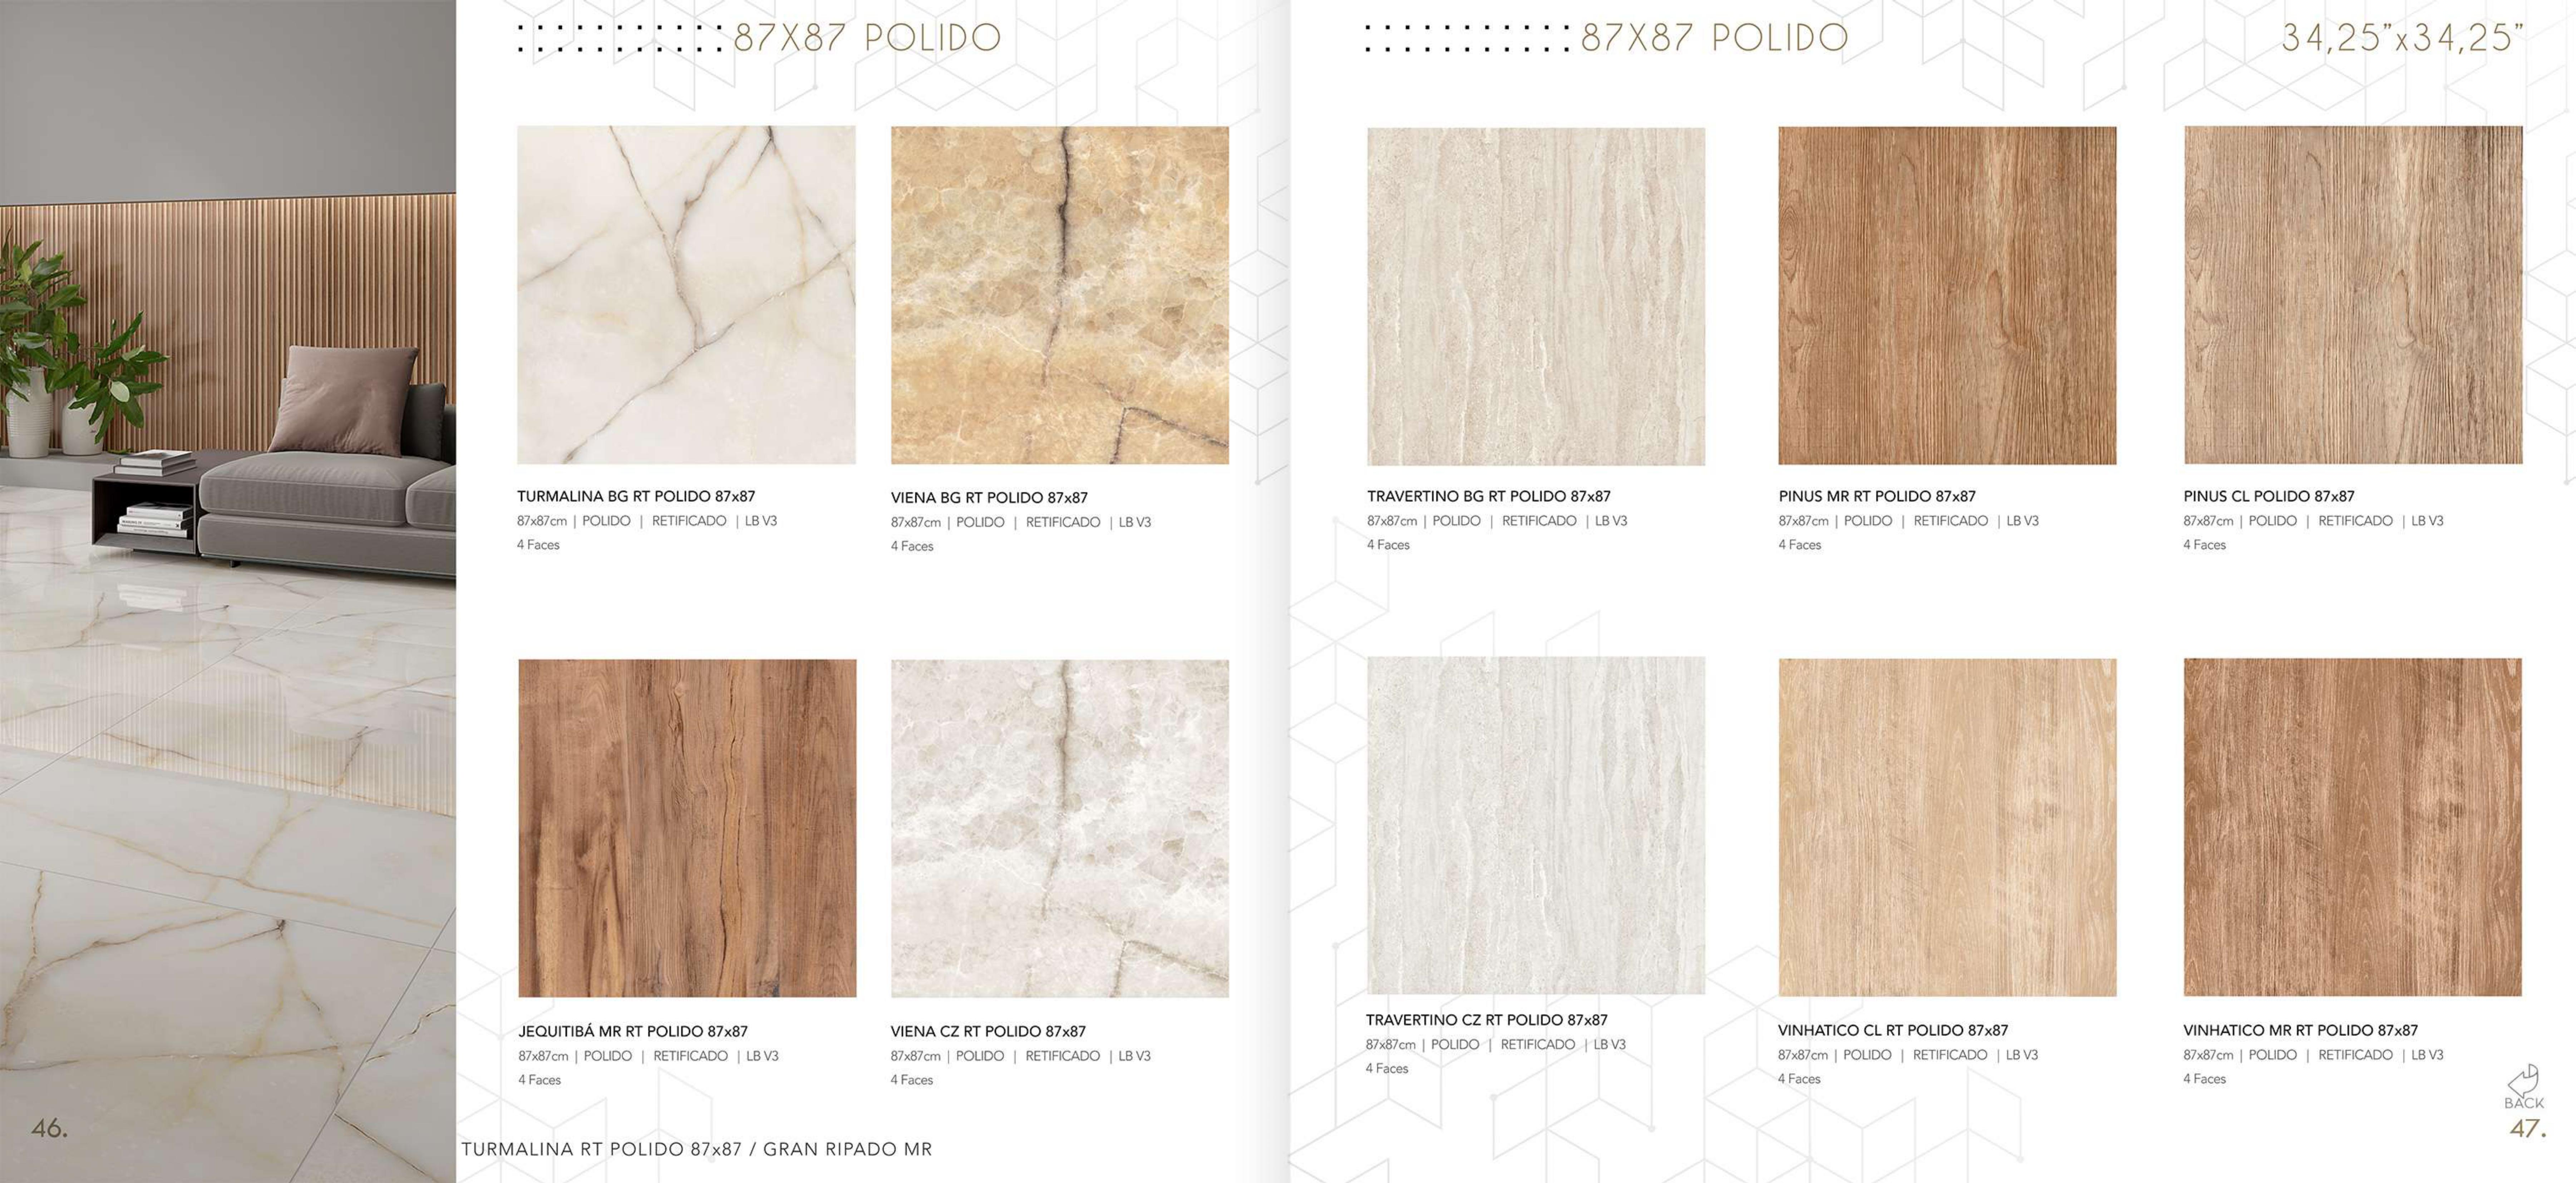 87X87 POLIDO
TURMALINA BG RT POLIDO 87x87
87x87cm | POLIDO | RETIFICADO | LB V3
4 Faces
VIENA BG RT POLIDO 87x87
87x87cm | POLIDO | RETIFICADO | LB V3
4 Faces
JEQUITIBÁ MR RT POLIDO 87x87
87x87cm | POLIDO | RETIFICADO | LB V3
4 Faces
VIENA CZ RT POLIDO 87x87
87x87cm | POLIDO | RETIFICADO | LB V3
4 Faces
46.
TURMALINA RT POLIDO 87x87 / GRAN RIPADO MR
87X87 POLIDO
34,25”x34,25”
TRAVERTINO BG RT POLIDO 87x87
87x87cm | POLIDO | RETIFICADO | LB V3
4 Faces
PINUS MR RT POLIDO 87x87
87x87cm | POLIDO | RETIFICADO | LB V3
4 Faces
PINUS CL POLIDO 87x87
87x87cm | POLIDO | RETIFICADO | LB V3
4 Faces
TRAVERTINO CZ RT POLIDO 87x87
87x87cm | POLIDO | RETIFICADO | LB V3
4 Faces
VINHATICO CL RT POLIDO 87x87
87x87cm | POLIDO | RETIFICADO | LB V3
4 Faces
VINHATICO MR RT POLIDO 87x87
87x87cm | POLIDO | RETIFICADO | LB V3
4 Faces
BACK
47.